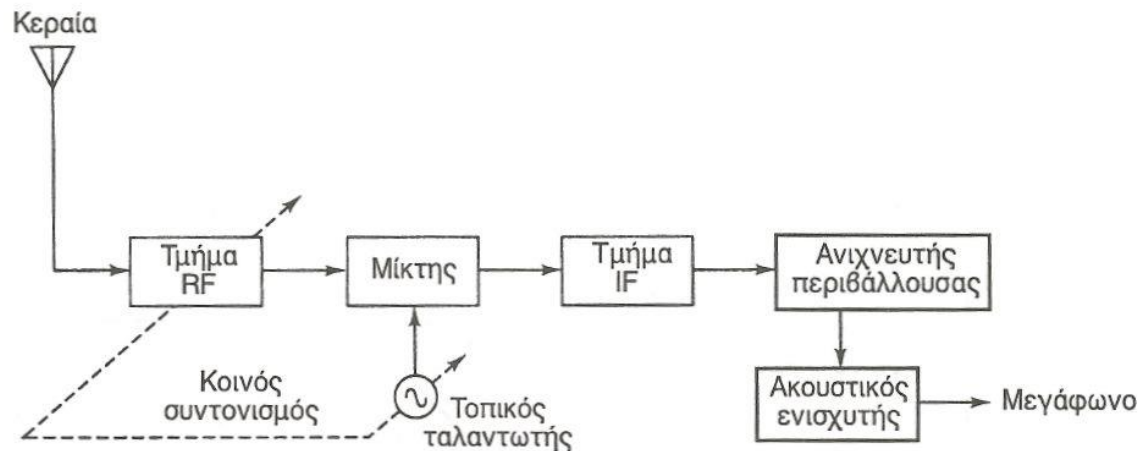 Κεραία
Τμήμα
RF
Μίκτης
Τμήμα
IF
Ανιχνευτής
περιβάλλουσας
Κοινός
συντονισμός
Τοπικός
ταλαντωτής
Ακουστικός
ενισχυτής
Μεγάφωνο